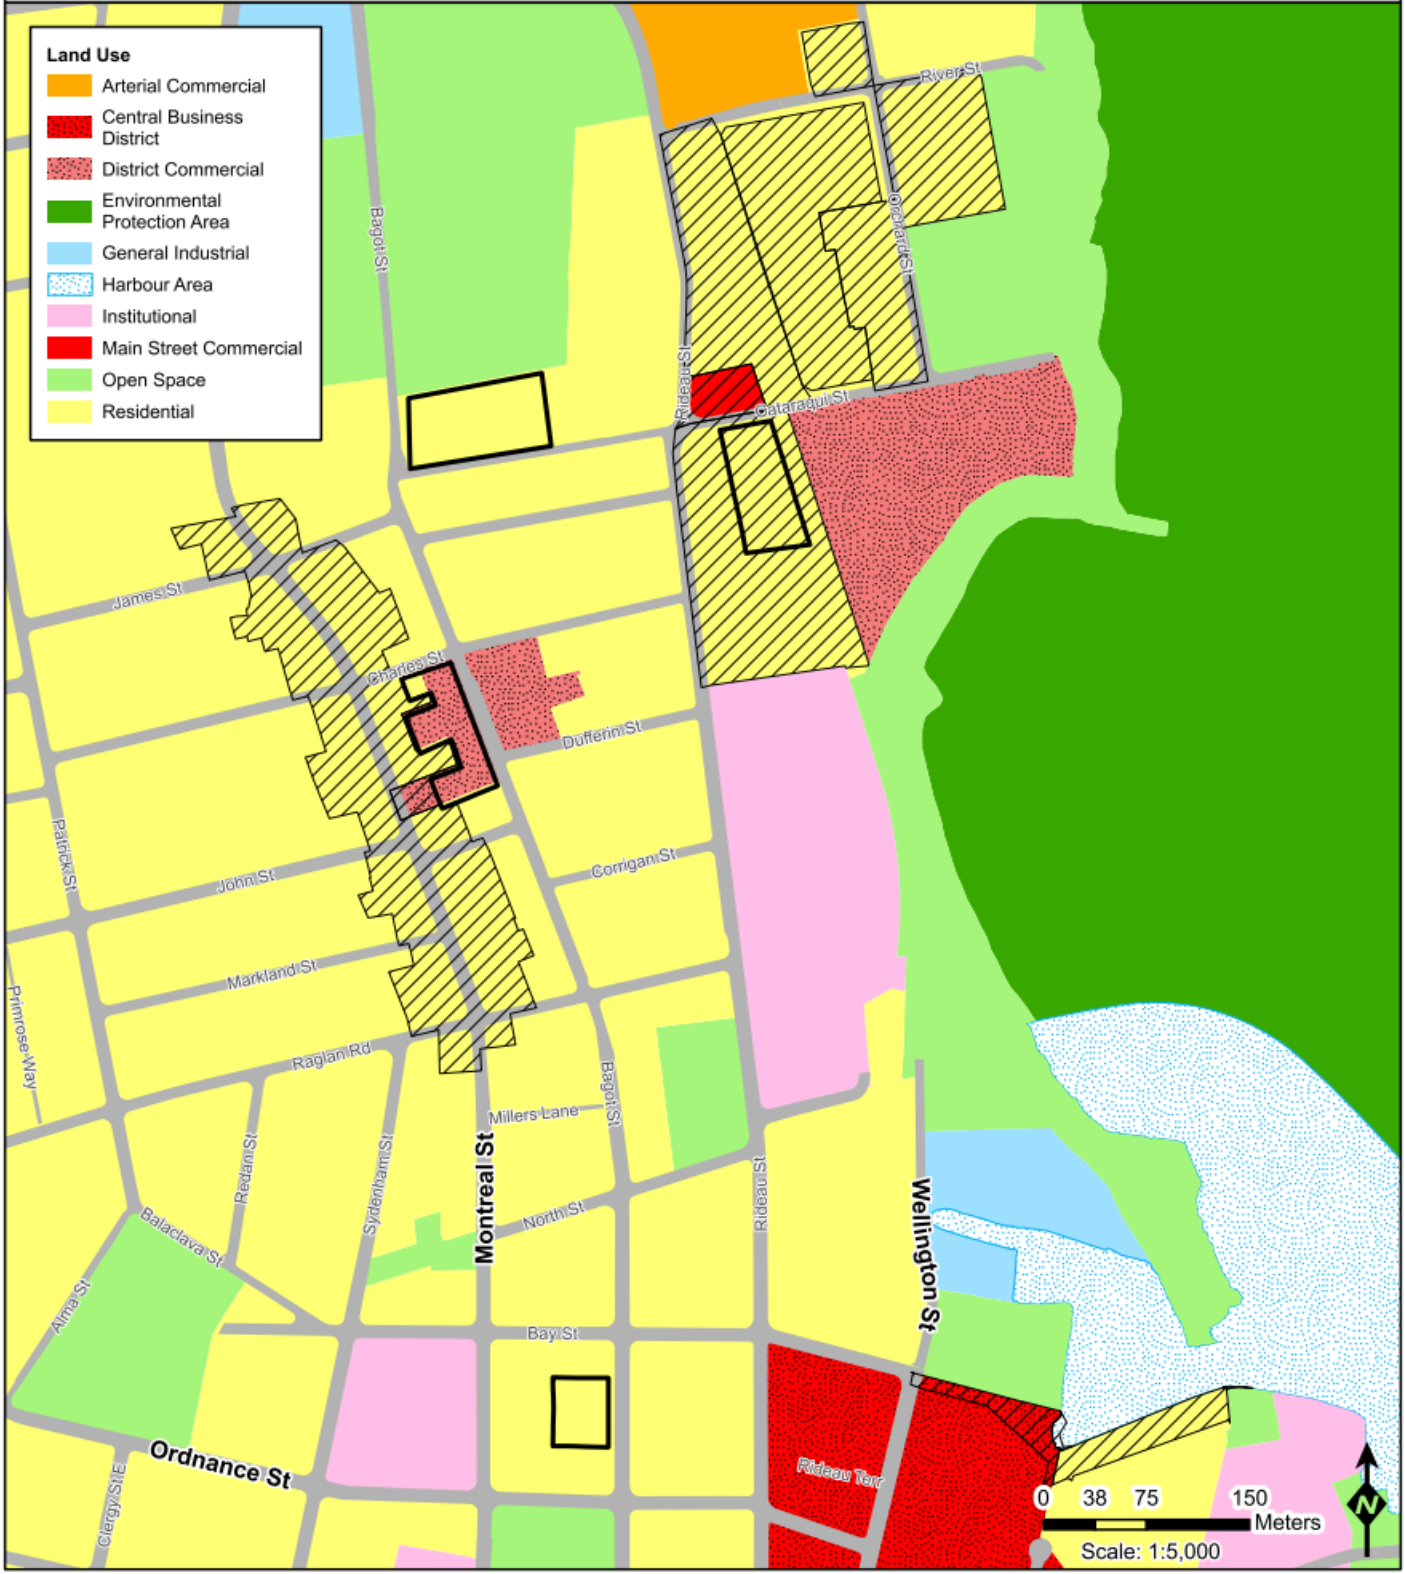 Land Use
Arterial Commercial
Central Business
District
District Commercial
Environmental
Protection Area
General Industrial
Harbour Area
Institutional
Main Street Commercial
Open Space
Residential
River St
Bagot St
Orchard St
Rideau St
Cataraqui St
James St
Charles St
Dufferin St
Patrick St
John St
Corrigan St
Markland St
Primrose Way
Raglan Rd
Bagot St
Millers Lane
Redan St
Sydenham St
Montreal St
Rideau St
North St
Wellington St
Balaclava St
Alma St
Bay St
Ordnance St
Rideau Terr
Clergy St E
0 38 75 150
Meters
Scale: 1:5,000
N